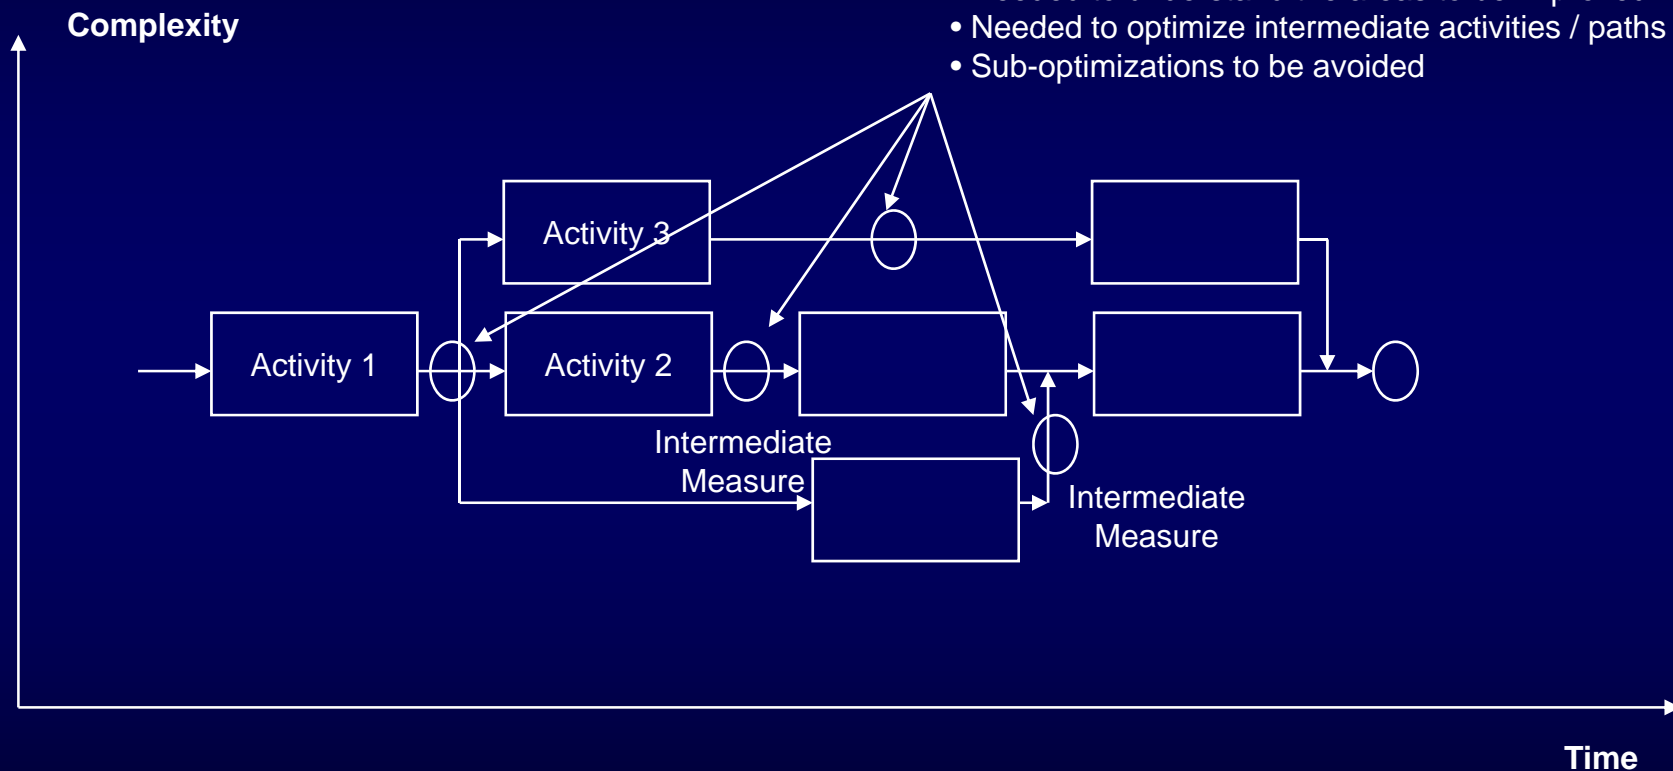 Complexity
• Needed to optimize intermediate activities / paths
• Sub-optimizations to be avoided
Activity 3
Activity 1
Activity 2
Intermediate
Measure
Intermediate
Measure
Time